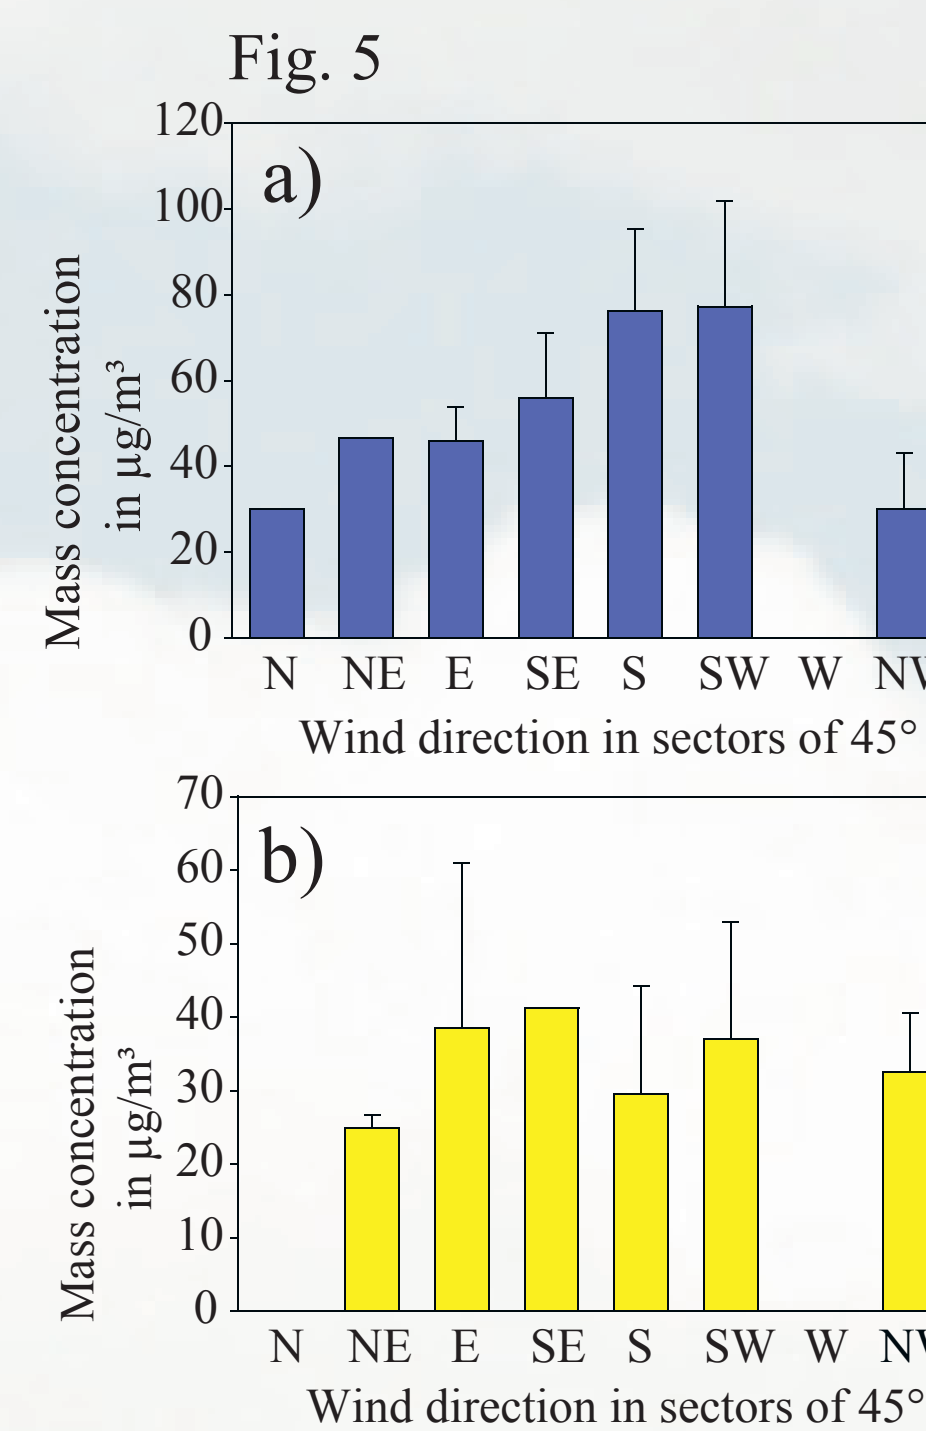 Fig. 5
a)
120
100
80
60
40
20
0
Mass concentration
in µg/m³
N NE E SE S SW W
Wind direction in sectors of 45°
b)
70
60
50
40
30
20
10
0
Mass concentration
in µg/m³
N NE E SE S SW W
Wind direction in sectors of 45°